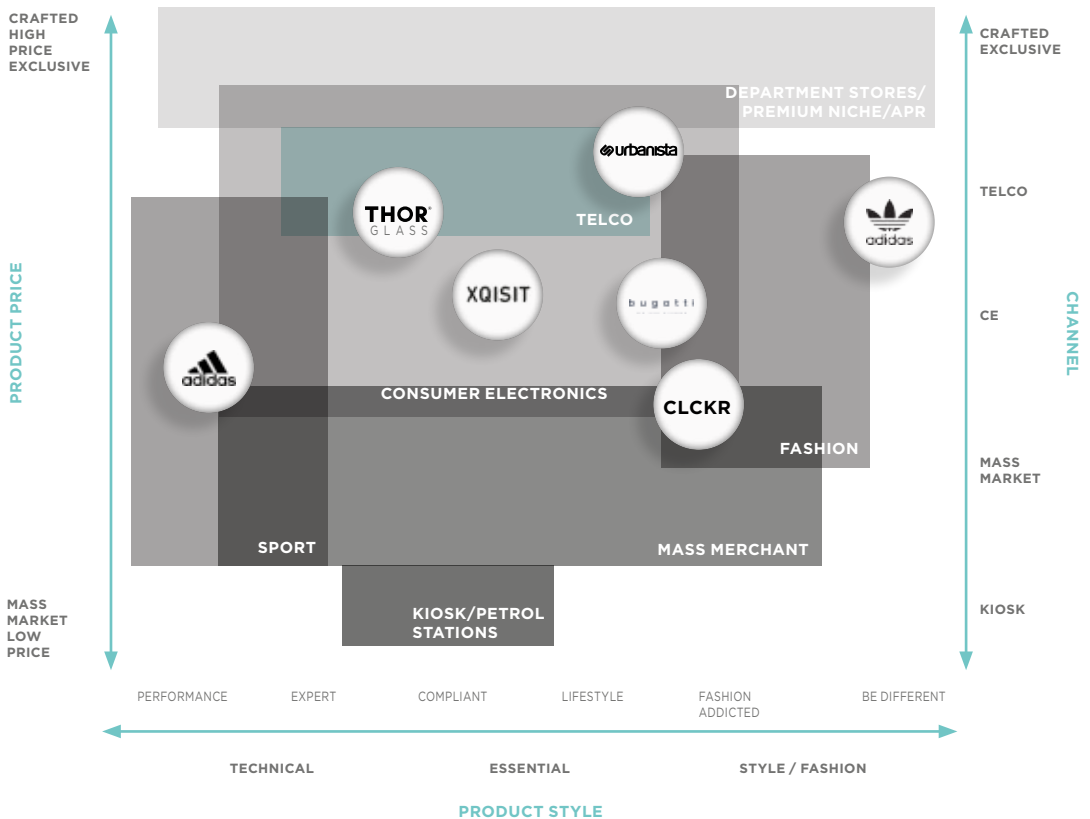 CRAFTED
HIGH
PRICE
EXCLUSIVE
CRAFTED
EXCLUSIVE
DEPARTMENT STORES/
PREMIUM NICHE/APR
urbanista
TELCO
THOR
GLASS
TELCO
adidas
XQISIT
bugatti
CE
PRODUCT PRICE
CHANNEL
adidas
CONSUMER ELECTRONICS
CLCKR
FASHION
MASS
MARKET
SPORT
MASS MERCHANT
KIOSK/PETROL
STATIONS
MASS
MARKET
LOW
PRICE
KIOSK
PERFORMANCE
EXPERT
COMPLIANT
LIFESTYLE
FASHION
ADDICTED
BE DIFFERENT
TECHNICAL
ESSENTIAL
STYLE / FASHION
PRODUCT STYLE